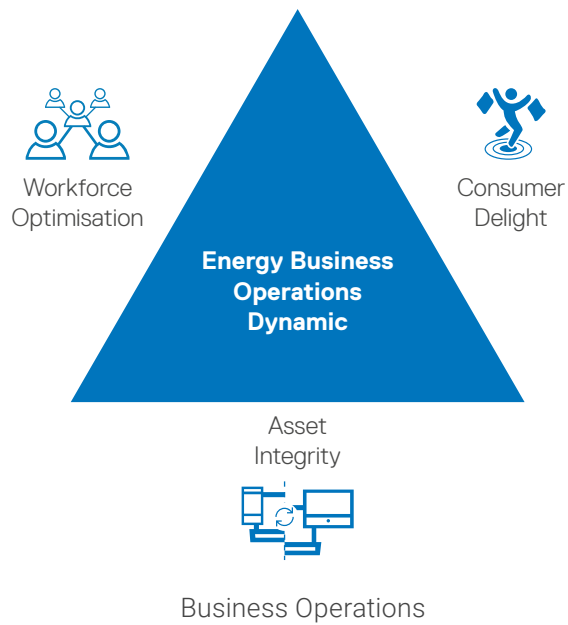 Workforce
Optimisation
Consumer
Delight
Energy Business
Operations
Dynamic
Asset
Integrity
Business Operations